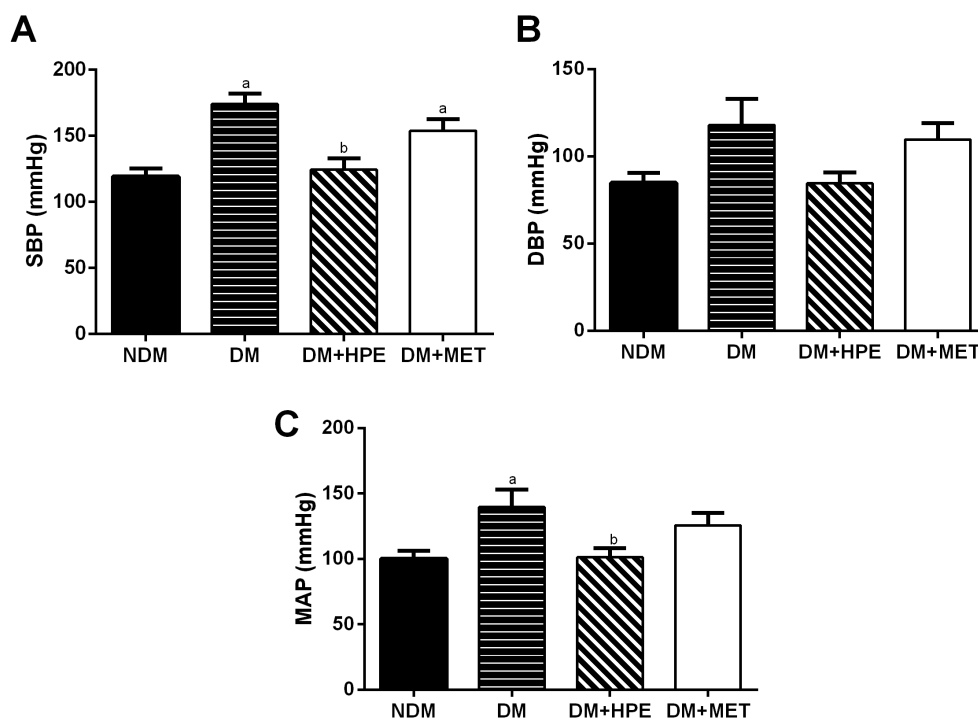 A
SBP (mmHg)
200
150
100
50
0
a
b
a
NDM DM DM+HPE DM+MET
B
DBP (mmHg)
150
100
50
0
NDM DM DM+HPE DM+MET
C
MAP (mmHg)
200
150
100
50
0
a
b
NDM DM DM+HPE DM+MET